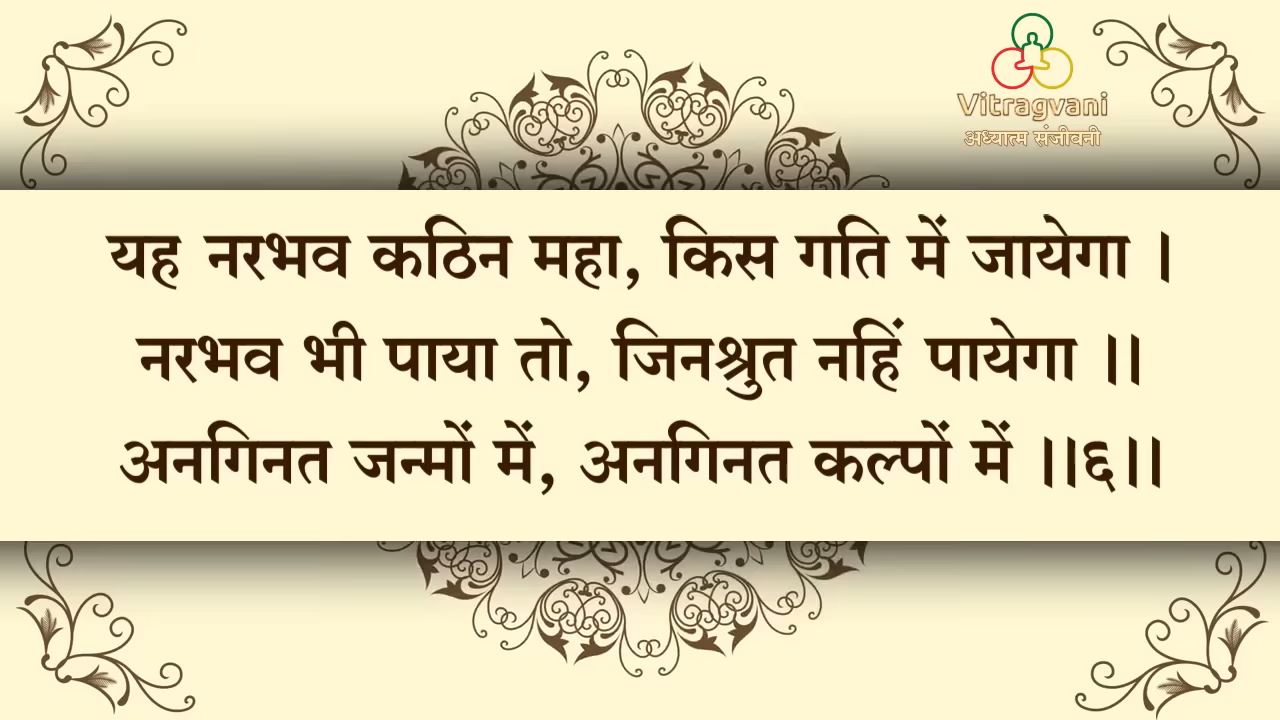 Vitragvani
अध्यात्म संजीवनी
यह नरभव कठिन महा, किस गति में जायेगा ।
नरभव भी पाया तो, जिनश्रुत नहिं पायेगा ।।
अनगिनत जन्मों में, अनगिनत कल्पों में ।।६।।